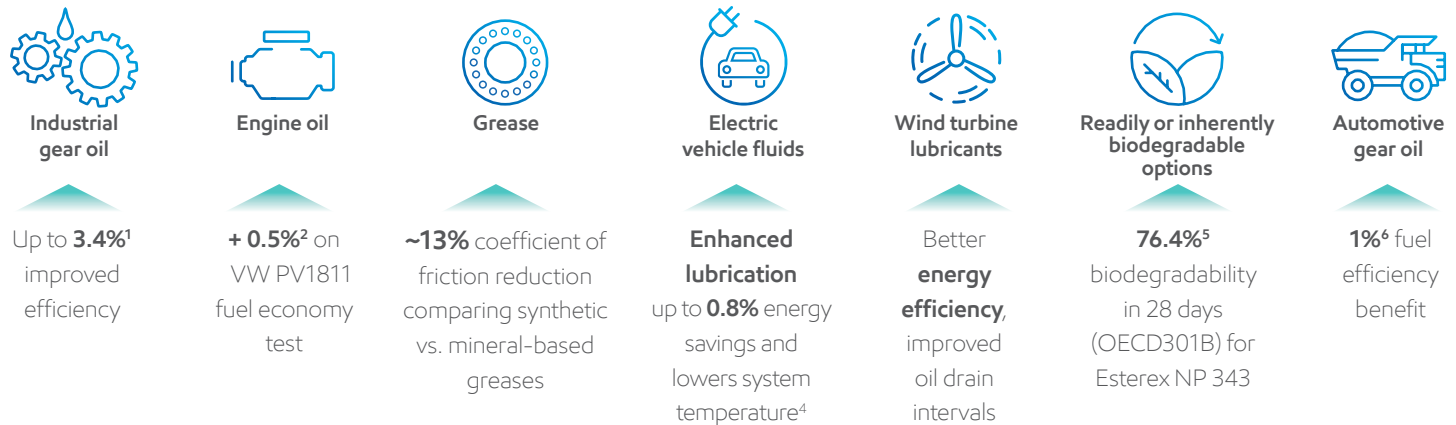 Industrial
gear oil
Up to 3.4%¹
improved
efficiency
Engine oil
+ 0.5%² on
VW PV1811
fuel economy
test
Grease
~13% coefficient of
friction reduction
comparing synthetic
vs. mineral-based
greases
Electric
vehicle fluids
Enhanced
lubrication
up to 0.8% energy
savings and
lowers system
temperature⁴
Wind turbine
lubricants
Better
energy
efficiency,
improved
oil drain
intervals
Readily or inherently
biodegradable
options
76.4%⁵
biodegradability
in 28 days
(OECD301B) for
Esterex NP 343
Automotive
gear oil
1%⁶ fuel
efficiency
benefit